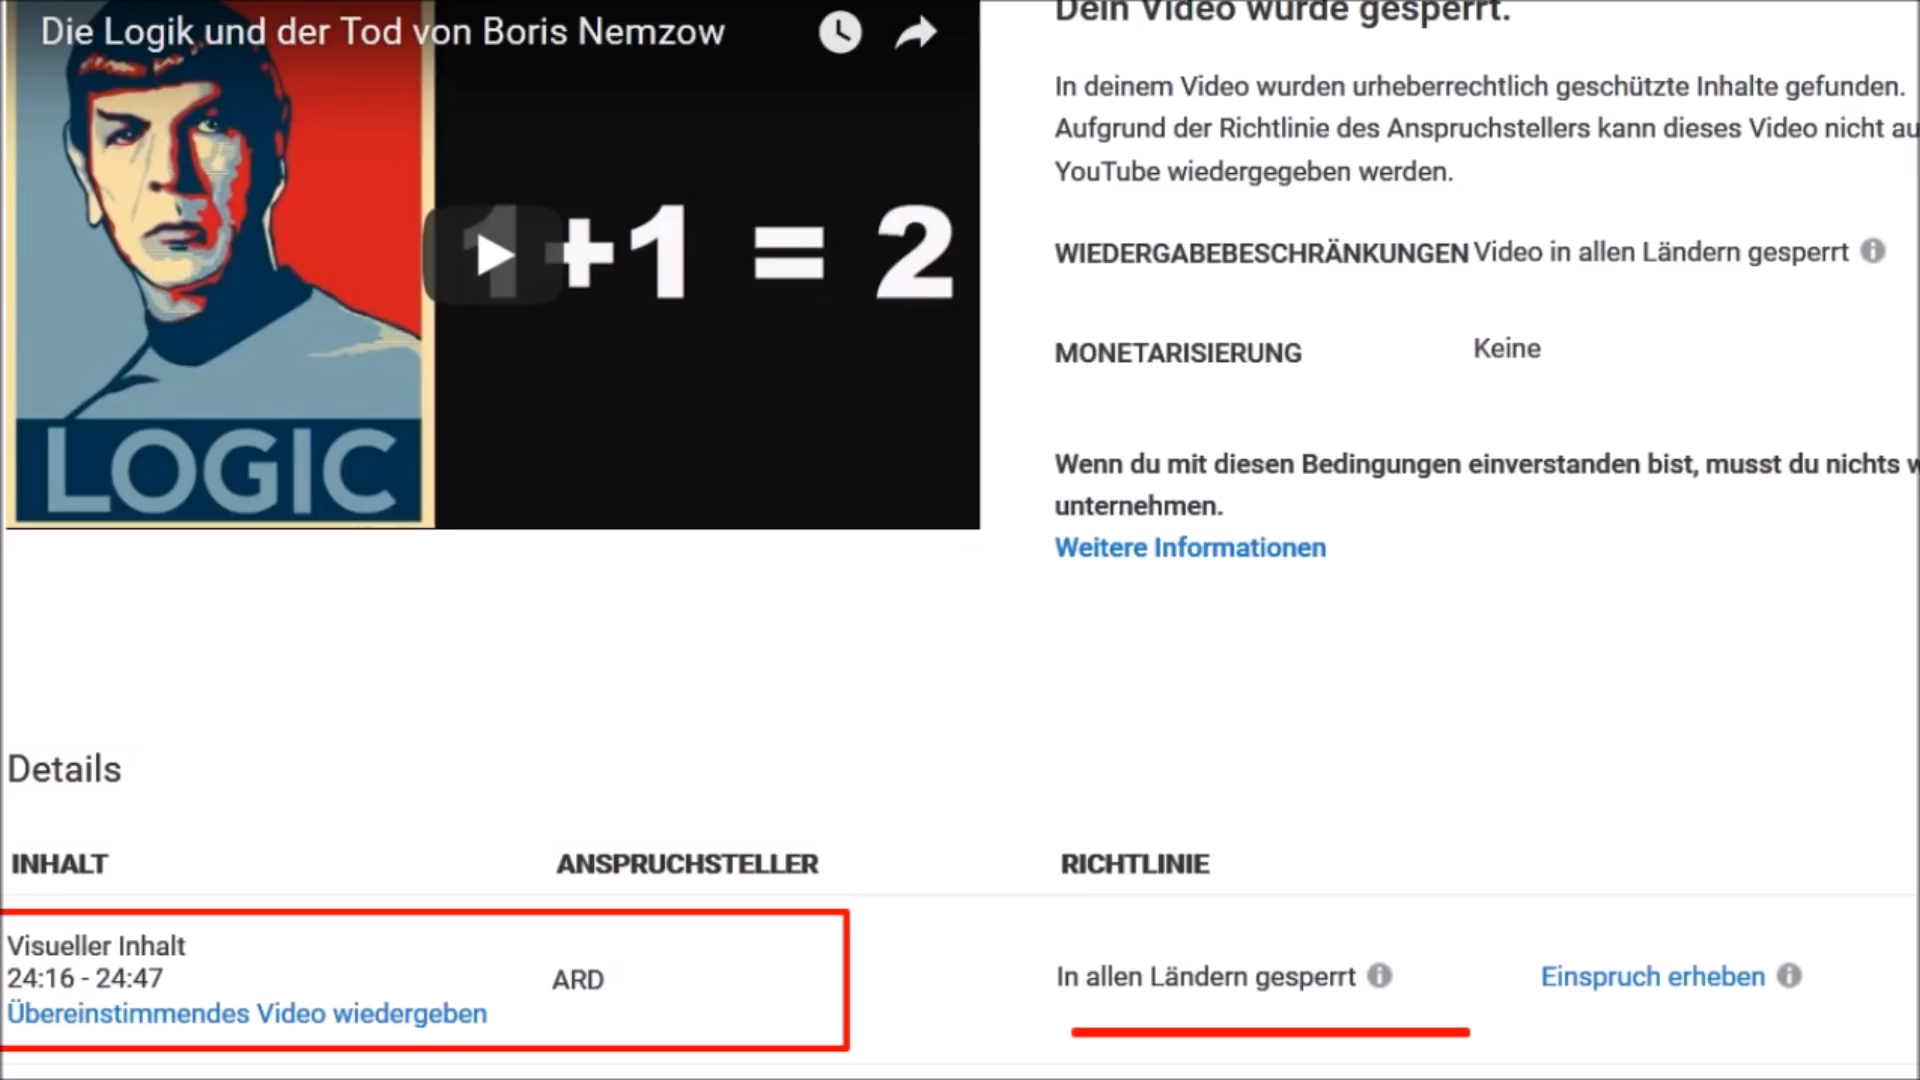 Die Logik und der Tod von Boris Nemzow
1+1 = 2
LOGIC
Dein Video wurde gesperrt.
In deinem Video wurden urheberrechtlich geschützte Inhalte gefunden.
Aufgrund der Richtlinie des Anspruchstellers kann dieses Video nicht au
YouTube wiedergegeben werden.
WIEDERGABEBESCHRÄNKUNGEN Video in allen Ländern gesperrt
MONETARISIERUNG Keine
Wenn du mit diesen Bedingungen einverstanden bist, musst du nichts w
unternehmen.
Weitere Informationen
Details
INHALT ANSPRUCHSTELLER RICHTLINIE
Visueller Inhalt
24:16 - 24:47
Übereinstimmendes Video wiedergeben
ARD
In allen Ländern gesperrt
Einspruch erheben